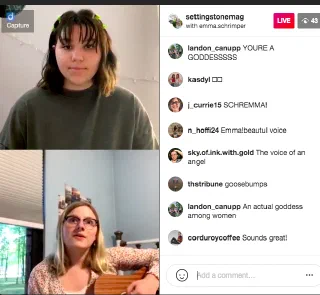 Capture
settingstonemag
with emma.schrimper
LIVE
43
landon_canupp YOURE A
GODDESSSSS
kasdyl
j_currie15 SCHREMMA!
n_hoffi24 Emma!beautul voice
sky.of.ink.with.gold The voice of an
angel
thstribune goosebumps
landon_canupp An actual goddess
among women
corduroycoffee Sounds great!
Add a comment...